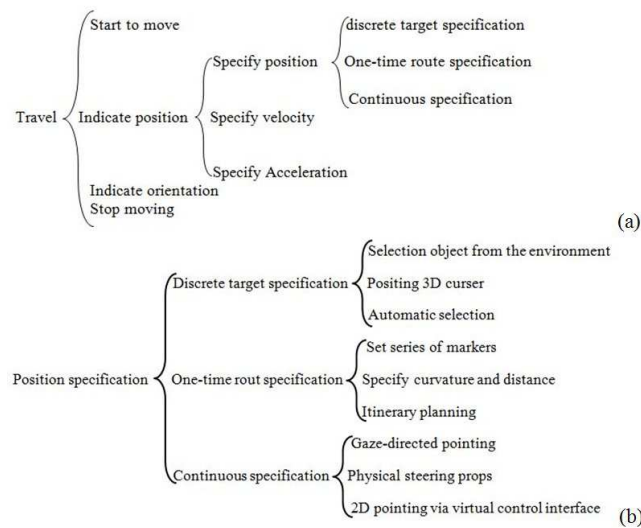 Start to move
discrete target specification
Specify position
One-time route specification
Continuous specification
Travel
Indicate position
Specify velocity
Specify Acceleration
Indicate orientation
Stop moving
(a)
Selection object from the environment
Discrete target specification
Positing 3D curser
Automatic selection
Set series of markers
Position specification
One-time rout specification
Specify curvature and distance
Itinerary planning
Gaze-directed pointing
Continuous specification
Physical steering props
2D pointing via virtual control interface
(b)